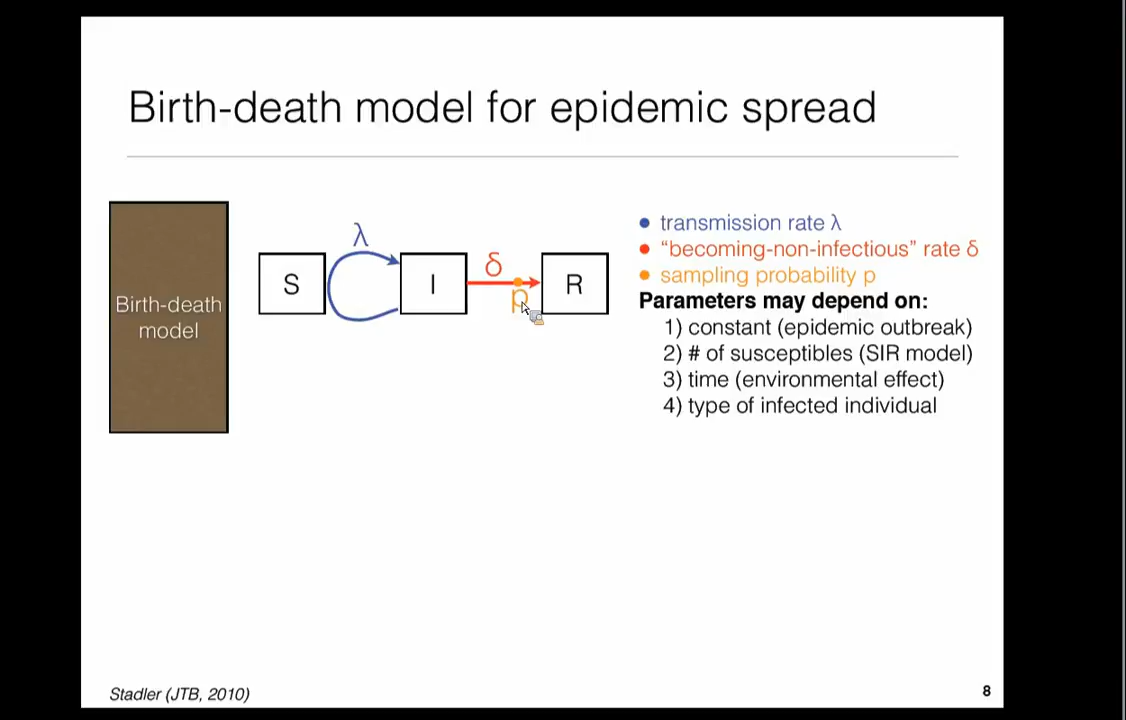 Birth-death model for epidemic spread
Birth-death
model
λ
S
I
δ
p
R
transmission rate λ
“becoming-non-infectious” rate δ
sampling probability p
Parameters may depend on:
1) constant (epidemic outbreak)
2) # of susceptibles (SIR model)
3) time (environmental effect)
4) type of infected individual
Stadler (JTB, 2010)
8